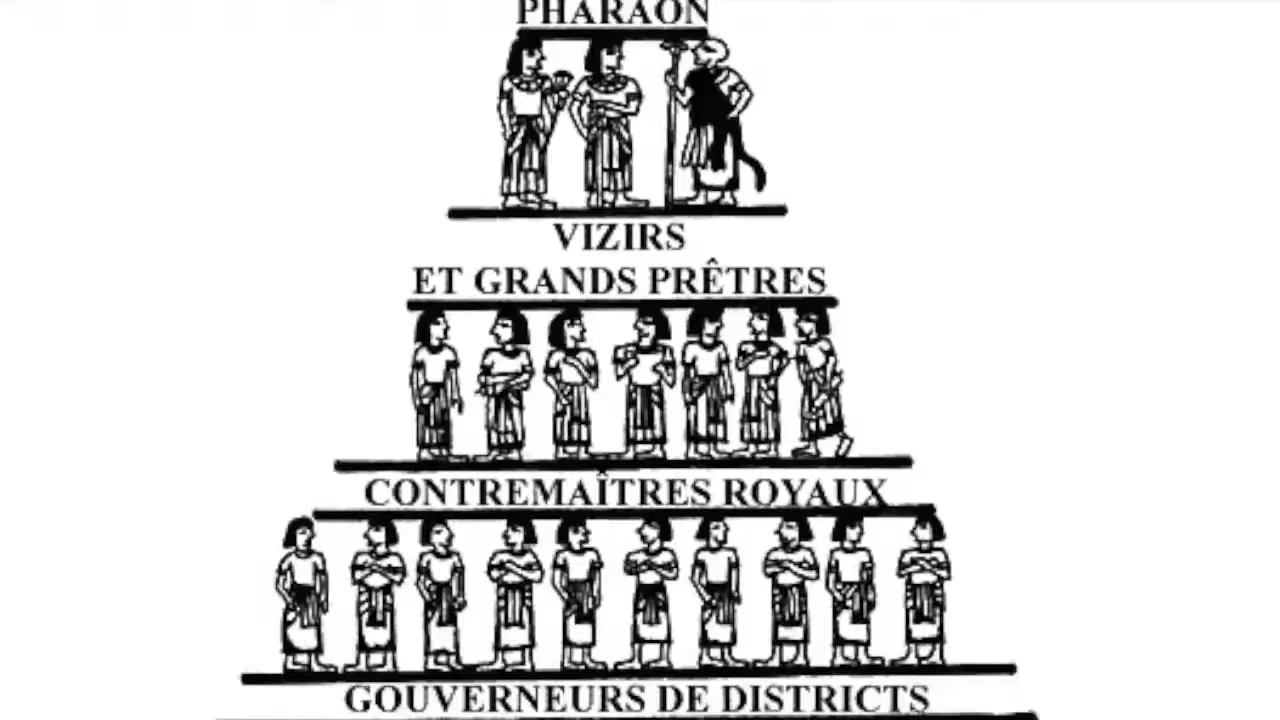 PHARAON
VIZIRS
ET GRANDS PRÊTRES
CONTREMAÎTRES ROYAUX
GOUVERNEURS DE DISTRICTS